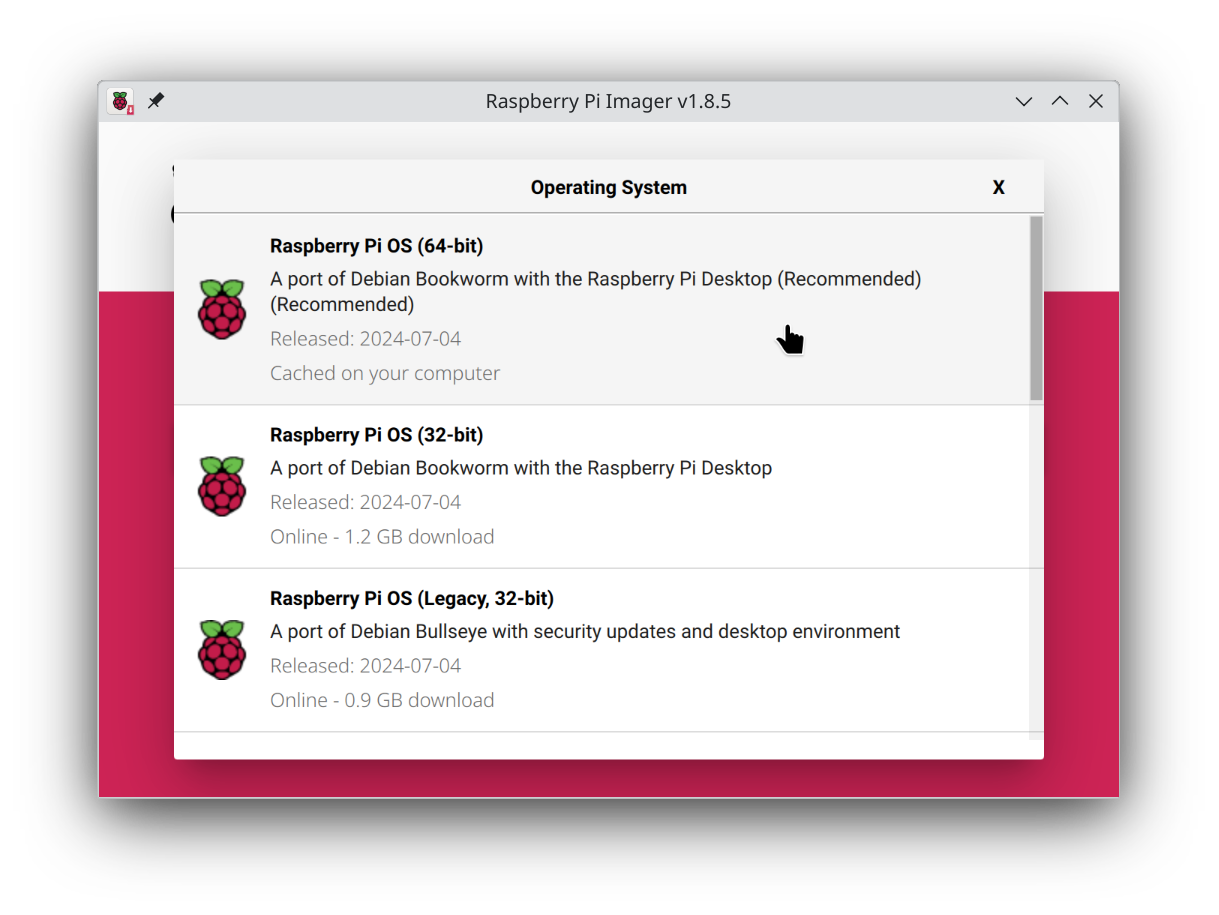 Raspberry Pi Imager v1.8.5
Operating System
X
Raspberry Pi OS (64-bit)
A port of Debian Bookworm with the Raspberry Pi Desktop (Recommended)
(Recommended)
Released: 2024-07-04
Cached on your computer
Raspberry Pi OS (32-bit)
A port of Debian Bookworm with the Raspberry Pi Desktop
Released: 2024-07-04
Online - 1.2 GB download
Raspberry Pi OS (Legacy, 32-bit)
A port of Debian Bullseye with security updates and desktop environment
Released: 2024-07-04
Online - 0.9 GB download